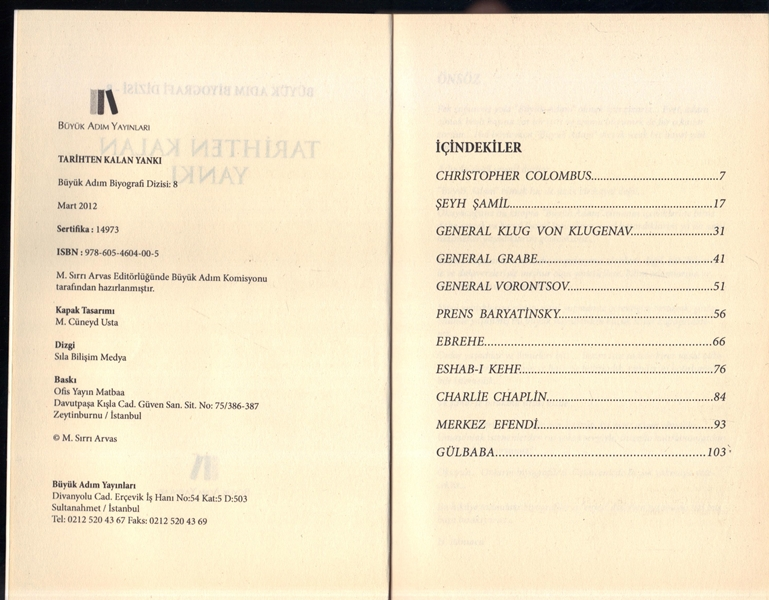 BÜYÜK ADIM YAYINLARI
TARİHTEN KALAN YANKI
Büyük Adım Biyografi Dizisi: 8
Mart 2012
Sertifika : 14973
ISBN : 978-605-4604-00-5
M. Sırrı Arvas Editörlüğünde Büyük Adım Komisyonu
tarafından hazırlanmıştır.
Kapak Tasarımı
M. Cüneyd Usta
Dizgi
Sıla Bilişim Medya
Baskı
Ofis Yayın Matbaa
Davutpaşa Kışla Cad. Güven San. Sit. No: 75/386-387
Zeytinburnu / İstanbul
© M. Sırrı Arvas
Büyük Adım Yayınları
Divanyolu Cad. Erçevik İş Hanı No:54 Kat:5 D:503
Sultanahmet / İstanbul
Tel: 0212 520 43 67 Faks: 0212 520 43 69
İÇİNDEKİLER
CHRISTOPHER COLOMBUS....................................7
ŞEYH ŞAMİL.........................................................17
GENERAL KLUG VON KLUGENAV.......................31
GENERAL GRABE................................................41
GENERAL VORONTSOV........................................51
PRENS BARYATİNSKY...........................................56
EBREHE................................................................66
ESHAB-I KEHF......................................................76
CHARLİE CHAPLİN...............................................84
MERKEZ EFENDİ..................................................93
GÜLBABA............................................................103